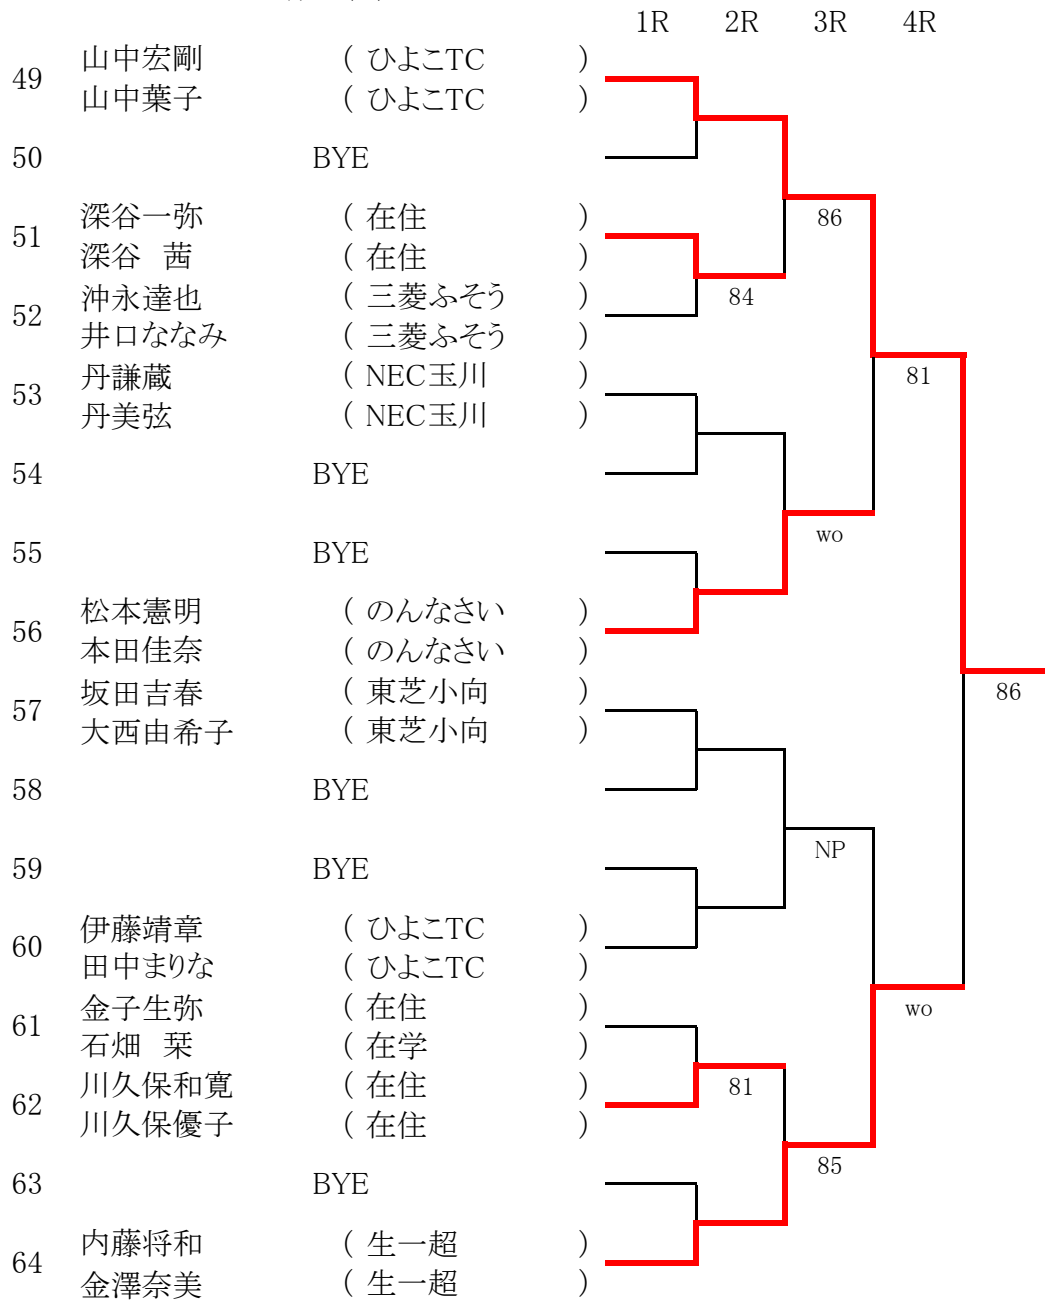 1R 2R 3R 4R
49 山中宏剛 ( ひよこTC )
山中葉子 ( ひよこTC )
50 BYE
51 深谷一弥 ( 在住 )
深谷 茜 ( 在住 )
52 沖永達也 ( 三菱ふそう )
井口ななみ ( 三菱ふそう )
53 丹謙蔵 ( NEC玉川 )
丹美弦 ( NEC玉川 )
54 BYE
55 BYE
56 松本憲明 ( のんなさい )
本田佳奈 ( のんなさい )
57 坂田吉春 ( 東芝小向 )
大西由希子 ( 東芝小向 )
58 BYE
59 BYE
60 伊藤靖章 ( ひよこTC )
田中まりな ( ひよこTC )
61 金子生弥 ( 在住 )
石畑 栞 ( 在学 )
62 川久保和寛 ( 在住 )
川久保優子 ( 在住 )
63 BYE
64 内藤将和 ( 生一超 )
金澤奈美 ( 生一超 )
86
84
81
wo
86
NP
wo
81
85